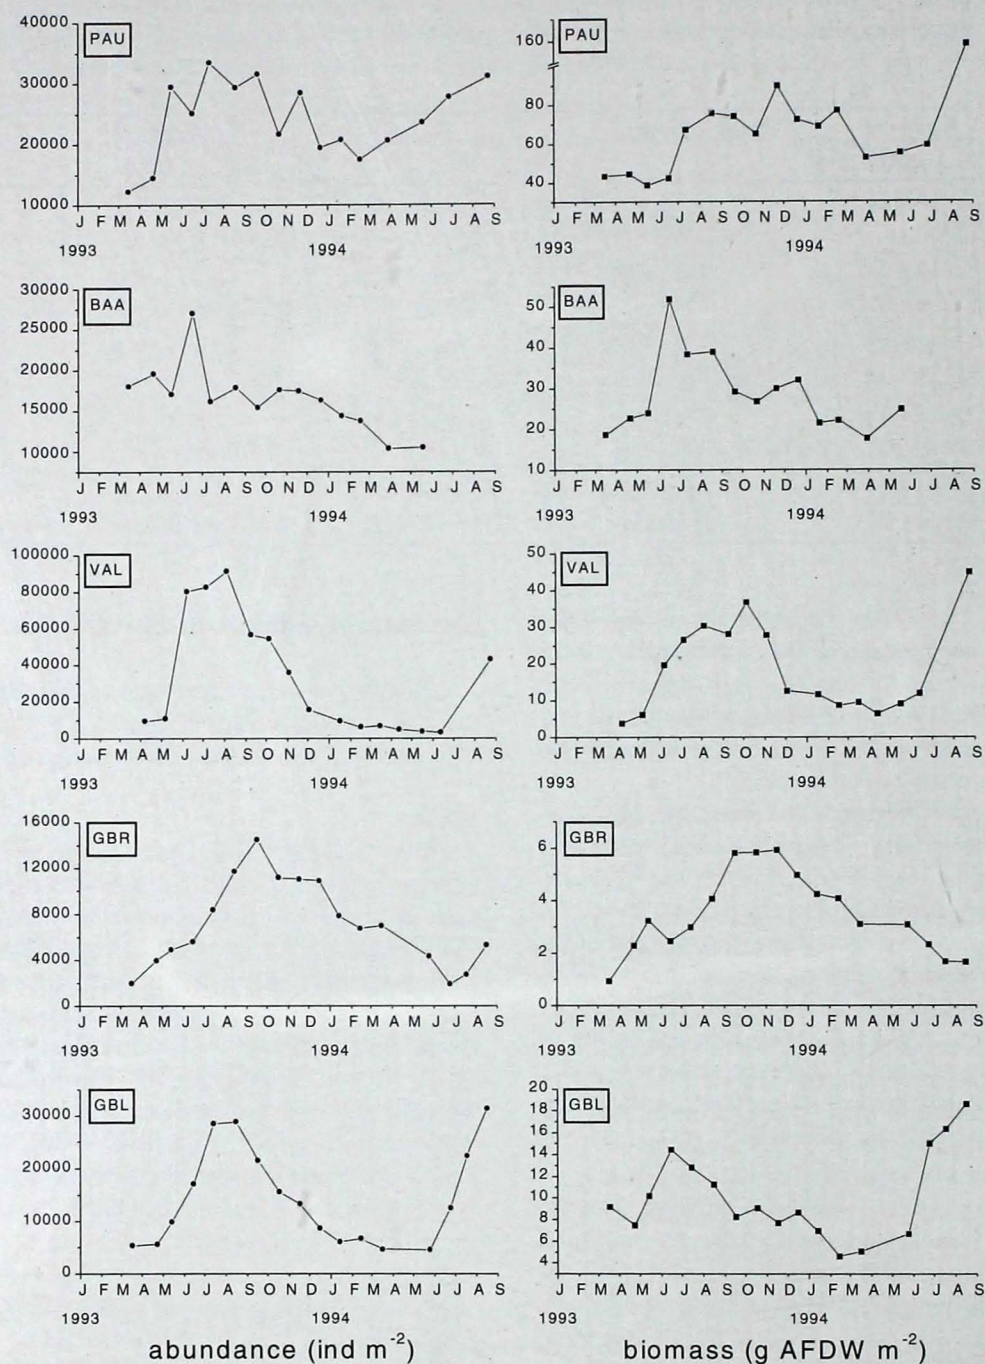 PAU
40000
30000
20000
10000
J F M A M J J A S O N D J F M A M J J A S
1993 1994
PAU
160
80
60
40
J F M A M J J A S O N D J F M A M J J A S
1993 1994
BAA
30000
25000
20000
15000
10000
J F M A M J J A S O N D J F M A M J J A S
1993 1994
BAA
50
40
30
20
10
J F M A M J J A S O N D J F M A M J J A S
1993 1994
VAL
100000
80000
60000
40000
20000
0
J F M A M J J A S O N D J F M A M J J A S
1993 1994
VAL
50
40
30
20
10
0
J F M A M J J A S O N D J F M A M J J A S
1993 1994
GBR
16000
12000
8000
4000
0
J F M A M J J A S O N D J F M A M J J A S
1993 1994
GBR
6
4
2
0
J F M A M J J A S O N D J F M A M J J A S
1993 1994
GBL
30000
20000
10000
0
J F M A M J J A S O N D J F M A M J J A S
1993 1994
abundance (ind m-2)
GBL
20
18
16
14
12
10
8
6
4
J F M A M J J A S O N D J F M A M J J A S
1993 1994
biomass (g AFDW m-2)